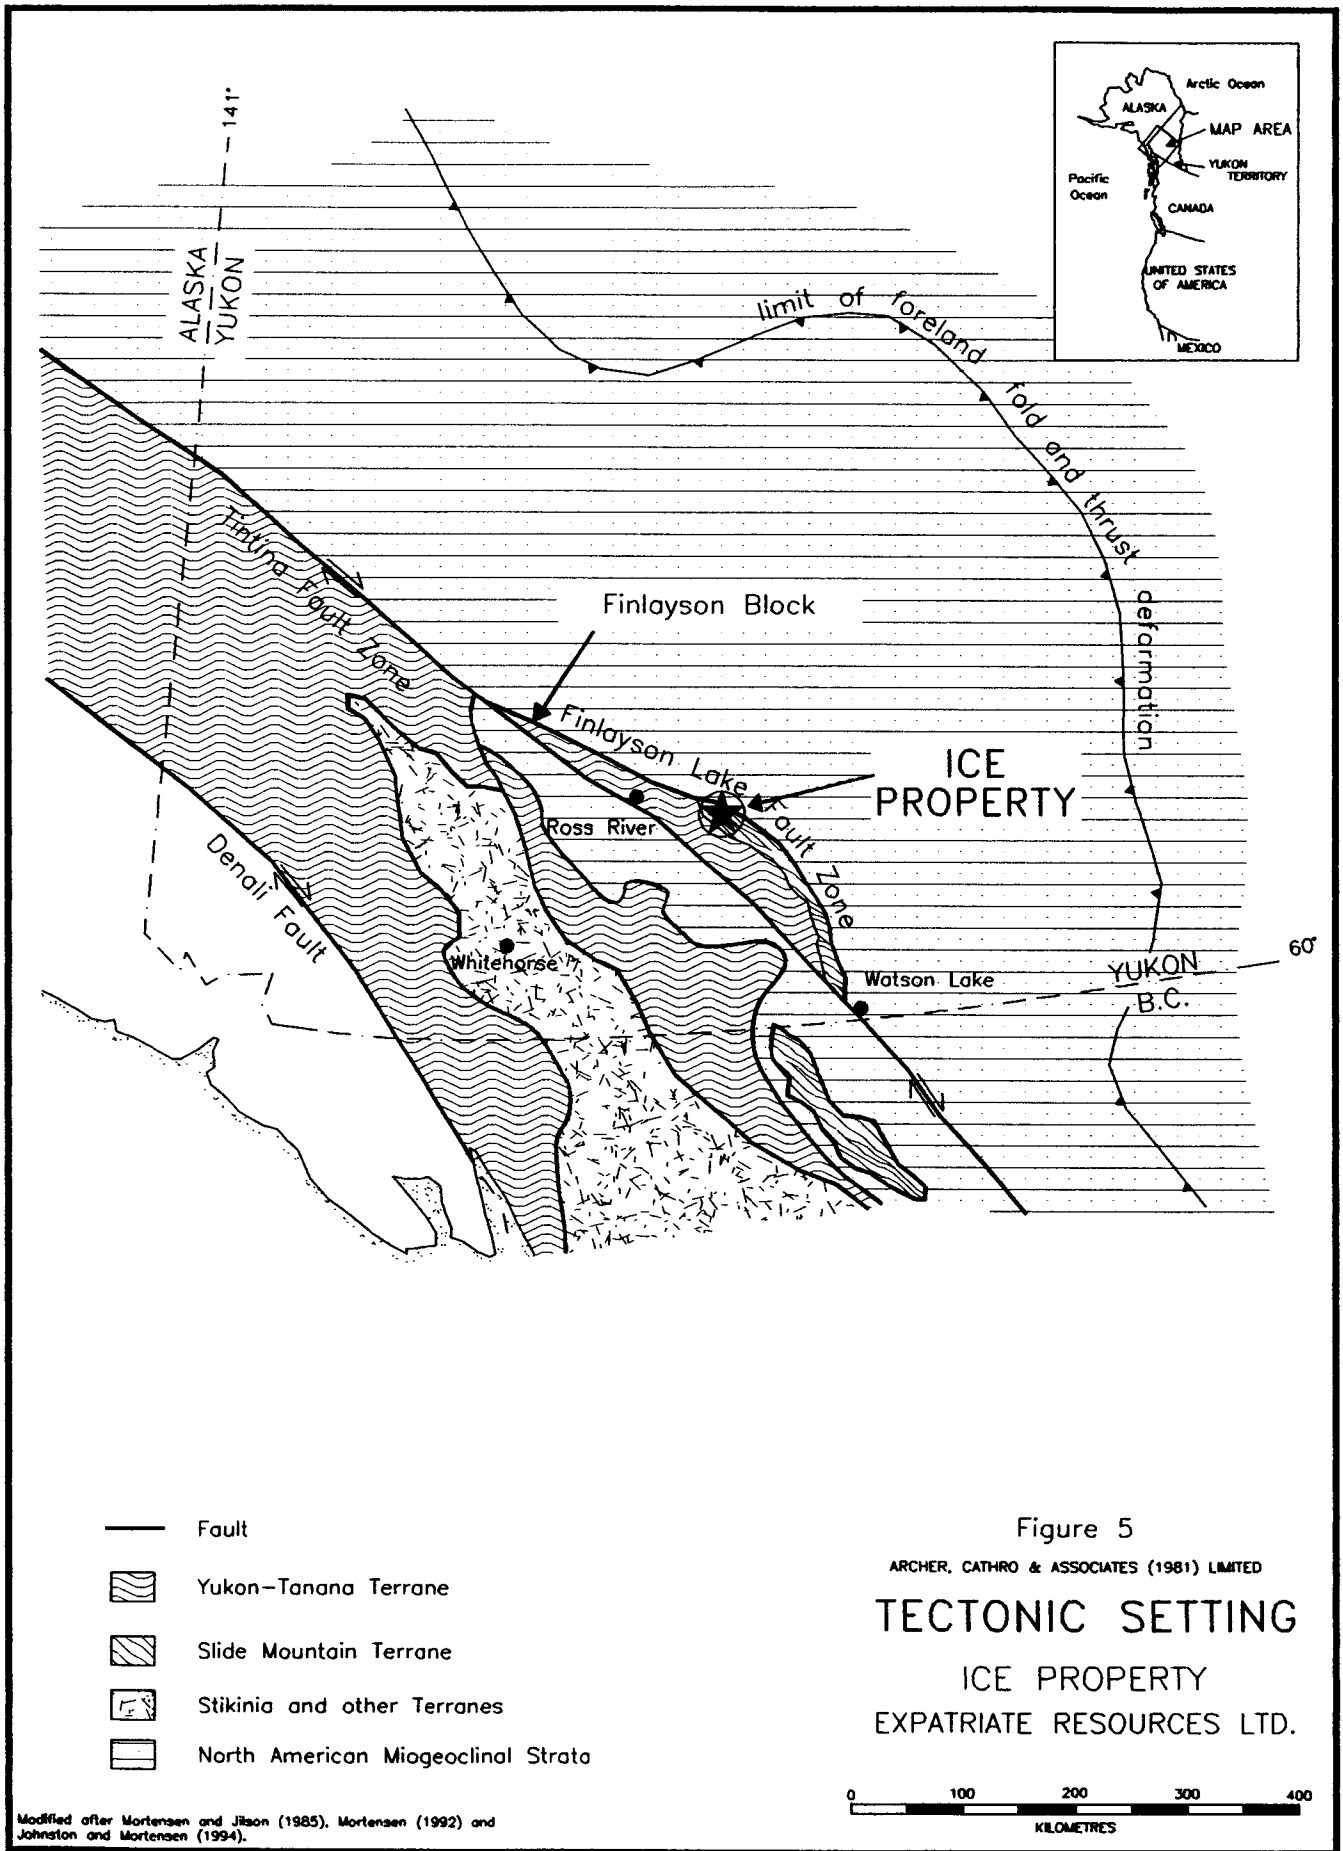 Arctic Ocean
ALASKA
MAP AREA
YUKON
TERRITORY
Pacific
Ocean
CANADA
UNITED STATES
OF AMERICA
MEXICO
141°
ALASKA
YUKON
limit of foreland fold and thrust deformation
Tintina Fault Zone
Finlayson Block
Finlayson Lake Fault Zone
ICE
PROPERTY
Ross River
Denali Fault
Whitehorse
Watson Lake
YUKON
B.C.
60°
Fault
Yukon-Tanana Terrane
Slide Mountain Terrane
Stikinia and other Terranes
North American Miogeoclinal Strata
Modified after Mortensen and Jilson (1985), Mortensen (1992) and
Johnston and Mortensen (1994).
Figure 5
ARCHER, CATHRO & ASSOCIATES (1981) LIMITED
TECTONIC SETTING
ICE PROPERTY
EXPATRIATE RESOURCES LTD.
0 100 200 300 400
KILOMETRES